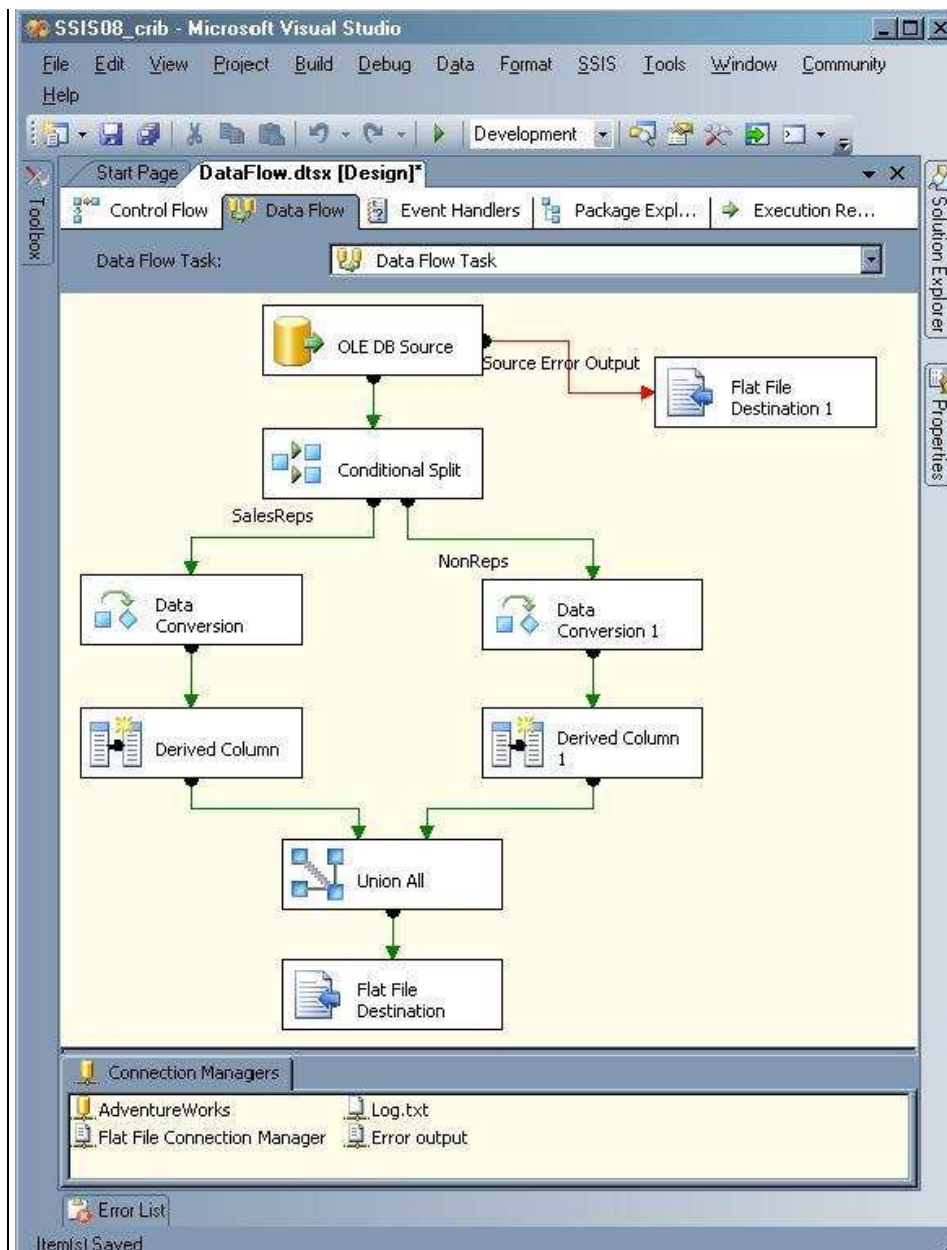 SSIS08_crib - Microsoft Visual Studio
File Edit View Project Build Debug Data Format SSIS Tools Window Community
Help
Development
Start Page DataFlow.dtsx [Design]*
Control Flow Data Flow Event Handlers Package Expl... Execution Re...
Data Flow Task: Data Flow Task
Toolbox
Solution Explorer
Properties
OLE DB Source
Source Error Output
Flat File
Destination 1
Conditional Split
SalesReps
NonReps
Data
Conversion
Data
Conversion 1
Derived Column
Derived Column
1
Union All
Flat File
Destination
Connection Managers
AdventureWorks Log.txt
Flat File Connection Manager Error output
Error List
Item(s) Saved